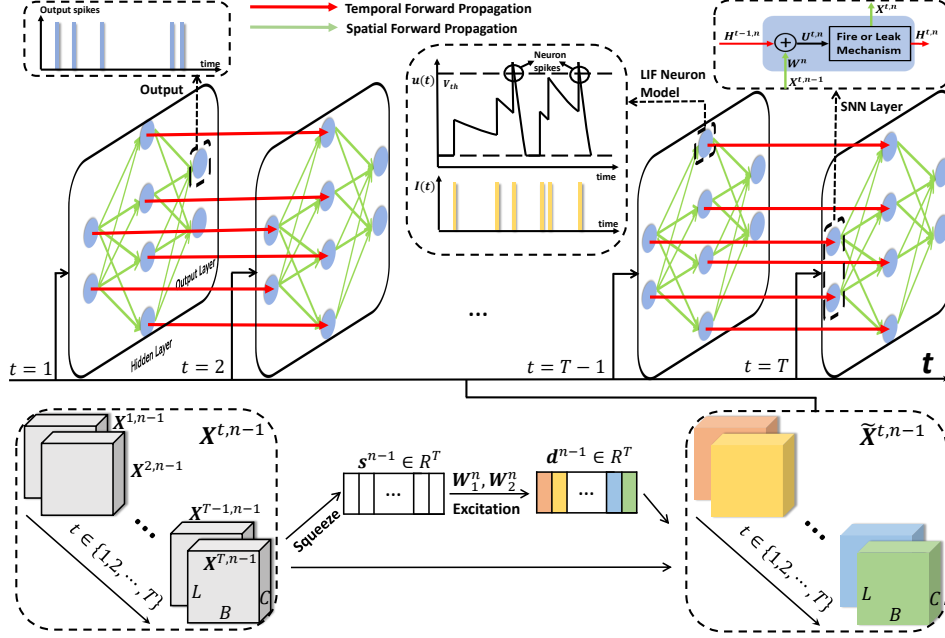 Output spikes
time
Output
Temporal Forward Propagation
Spatial Forward Propagation
Neuron
spikes
u(t)
V_{th}
time
I(t)
time
LIF Neuron
Model
X^{t,n}
H^{t-1,n}
U^{t,n}
Fire or Leak
Mechanism
H^{t,n}
W^n
X^{t,n-1}
SNN Layer
Output Layer
Hidden Layer
...
t = 1
t = 2
t = T − 1
t = T
t
X^{1,n-1}
X^{t,n-1}
X^{2,n-1}
...
X^{T-1,n-1}
X^{T,n-1}
t ∈ {1,2, ⋯, T}
L
B
C
Squeeze
s^{n-1} ∈ R^T
...
W_1^n, W_2^n
Excitation
d^{n-1} ∈ R^T
...
X̃^{t,n-1}
...
t ∈ {1,2, ⋯, T}
L
B
C